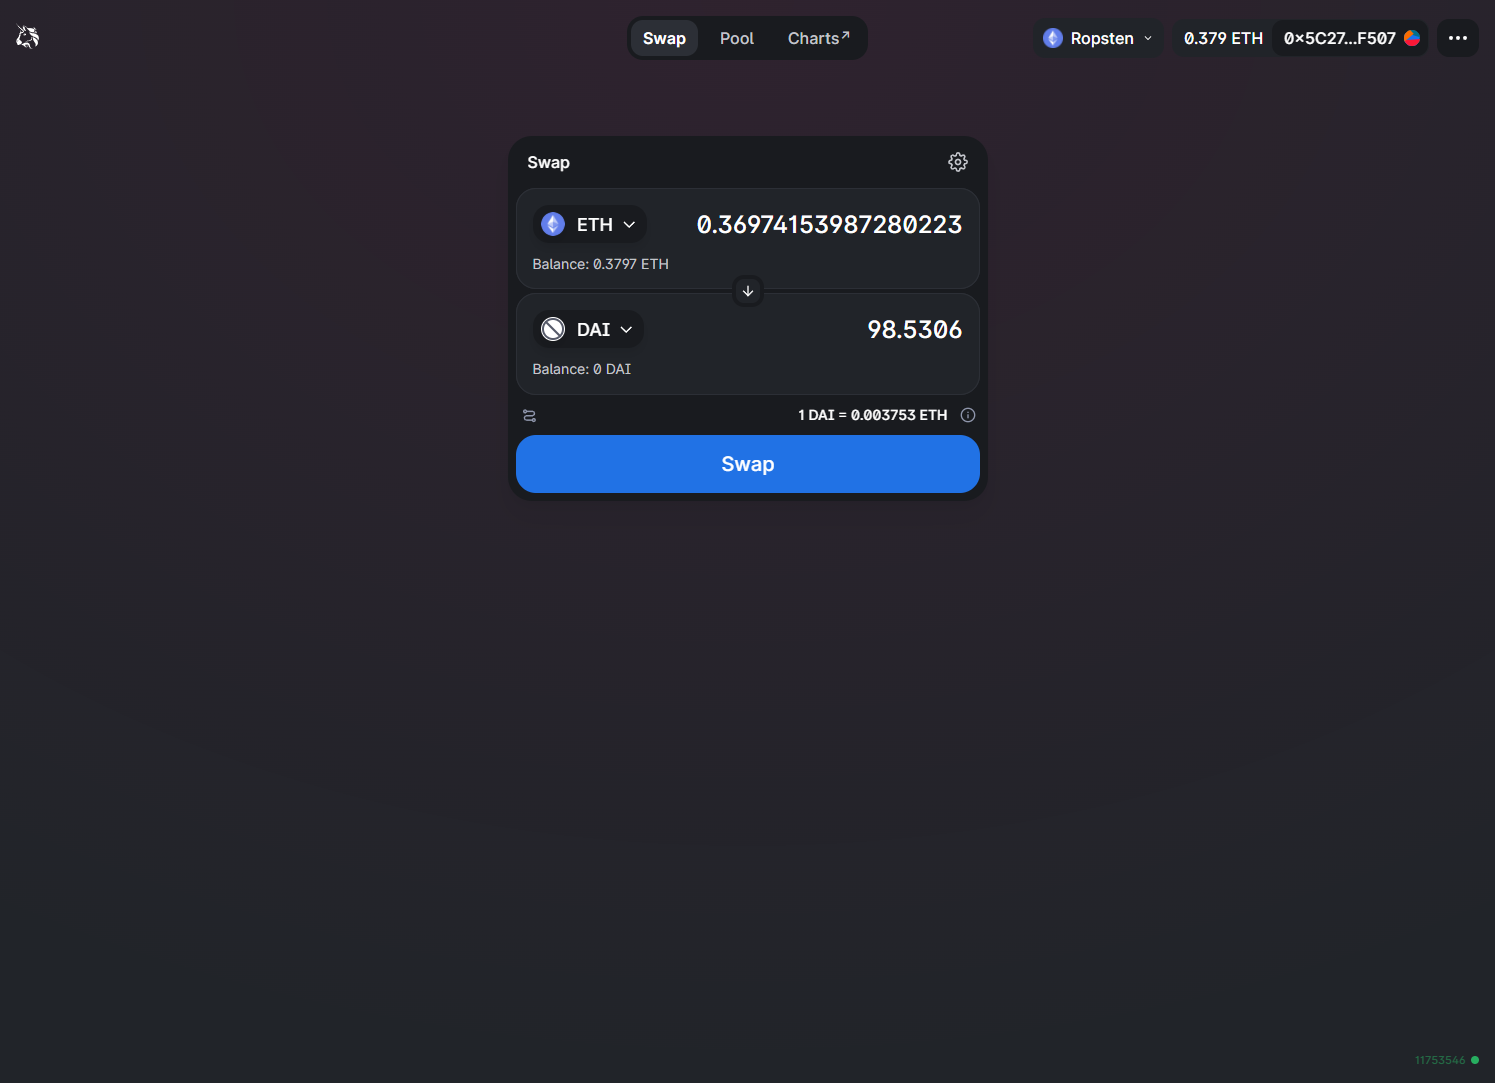 Swap Pool Charts↗ Ropsten 0.379 ETH 0x5C27...F507
Swap
ETH 0.36974153987280223
Balance: 0.3797 ETH
DAI 98.5306
Balance: 0 DAI
1 DAI = 0.003753 ETH
Swap
11753546